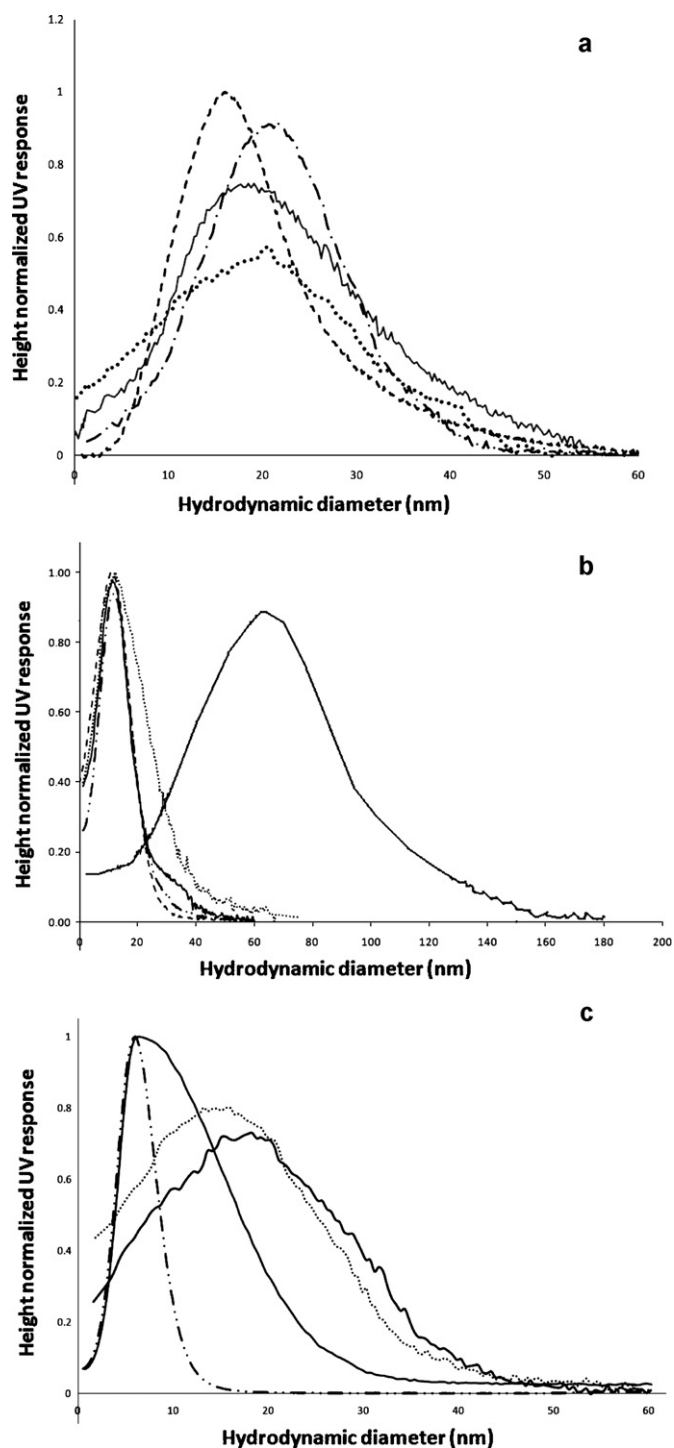 a
1.2
1
0.8
0.6
0.4
0.2
0
0 10 20 30 40 50 60
Height normalized UV response
Hydrodynamic diameter (nm)
b
1.00
0.80
0.60
0.40
0.20
0.00
0 20 40 60 80 100 120 140 160 180 200
Height normalized UV response
Hydrodynamic diameter (nm)
c
1
0.8
0.6
0.4
0.2
0
0 10 20 30 40 50 60
Height normalized UV response
Hydrodynamic diameter (nm)